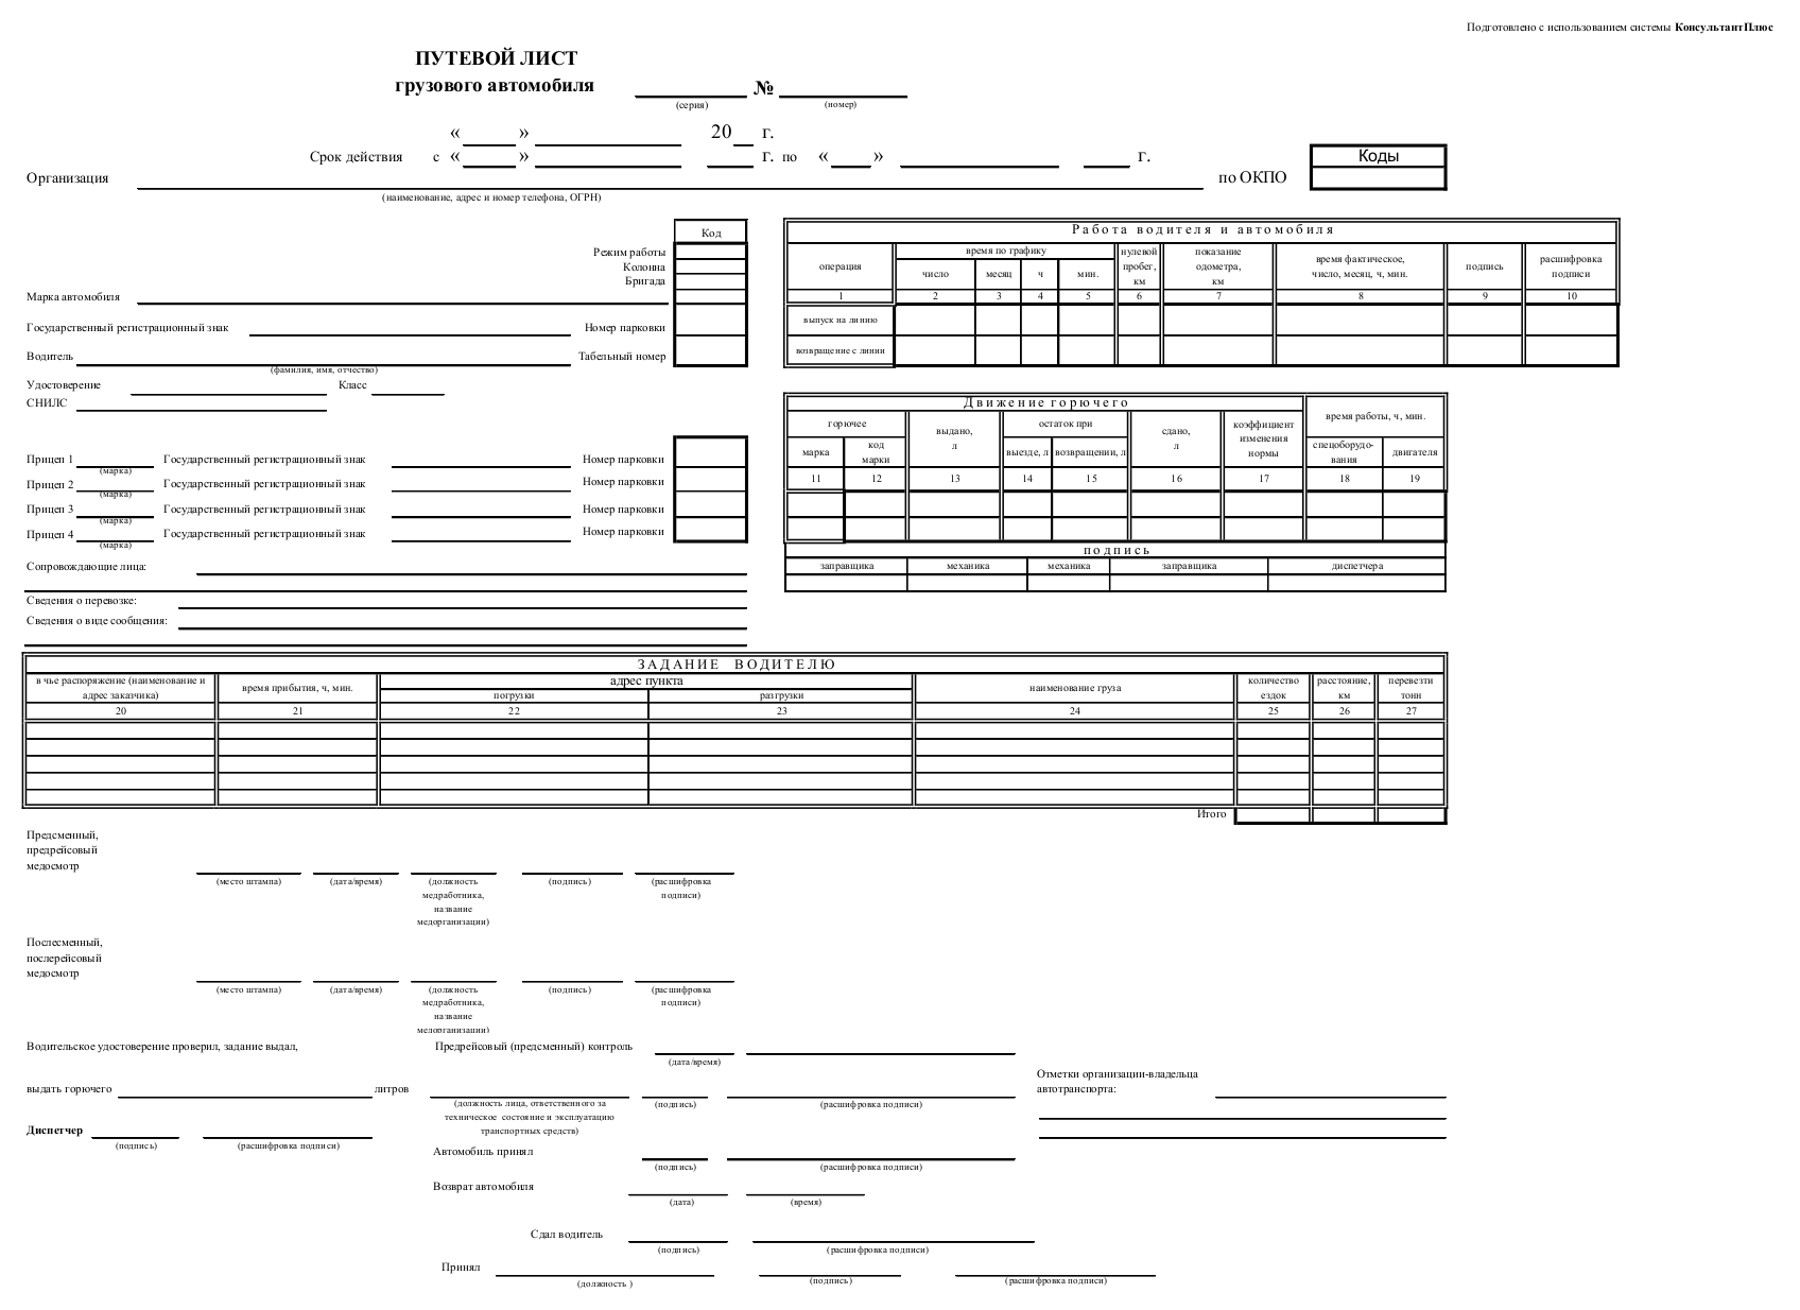 Подготовлено с использованием системы КонсультантПлюс
ПУТЕВОЙ ЛИСТ
грузового автомобиля
№
(серия) (номер)
« » 20 г.
Срок действия с « » г. по « » г.
Коды
Организация по ОКПО
(наименование, адрес и номер телефона, ОГРН)
Код
Режим работы
Колонна
Бригада
Марка автомобиля
Государственный регистрационный знак Номер парковки
Водитель Табельный номер
(фамилия, имя, отчество)
Удостоверение Класс
СНИЛС
Работа водителя и автомобиля
операция
время по графику
число месяц ч мин.
нулевой пробег, км
показание одометра, км
время фактическое, число, месяц, ч, мин.
подпись
расшифровка подписи
1 2 3 4 5 6 7 8 9 10
выпуск на линию
возвращение с линии
Прицеп 1 Государственный регистрационный знак Номер парковки
(марка)
Прицеп 2 Государственный регистрационный знак Номер парковки
(марка)
Прицеп 3 Государственный регистрационный знак Номер парковки
(марка)
Прицеп 4 Государственный регистрационный знак Номер парковки
(марка)
Сопровождающие лица:
Сведения о перевозке:
Сведения о виде сообщения:
Движение горючего
время работы, ч, мин.
горючее
марка
код марки
выдано, л
остаток при
выезде, л
возвращении, л
сдано, л
коэффициент изменения нормы
спецоборудо-
вания
двигателя
11 12 13 14 15 16 17 18 19
подпись
заправщика механика механика заправщика диспетчера
ЗАДАНИЕ ВОДИТЕЛЮ
в чье распоряжение (наименование и адрес заказчика)
время прибытия, ч, мин.
адрес пункта
погрузки разгрузки
наименование груза
количество ездок
расстояние, км
перевезти тонн
20 21 22 23 24 25 26 27
Итого
Предсменный,
предрейсовый
медосмотр
(место штампа) (дата/время) (должность медработника, название медорганизации) (подпись) (расшифровка подписи)
Послесменный,
послерейсовый
медосмотр
(место штампа) (дата/время) (должность медработника, название медорганизации) (подпись) (расшифровка подписи)
Водительское удостоверение проверил, задание выдал, Предрейсовый (предсменный) контроль
(дата/время)
Отметки организации-владельца
автотранспорта:
выдать горючего литров
(должность лица, ответственного за
техническое состояние и эксплуатацию
транспортных средств)
(подпись) (расшифровка подписи)
Диспетчер
(подпись) (расшифровка подписи)
Автомобиль принял
(подпись) (расшифровка подписи)
Возврат автомобиля
(дата) (время)
Сдал водитель
(подпись) (расшифровка подписи)
Принял
(должность ) (подпись) (расшифровка подписи)